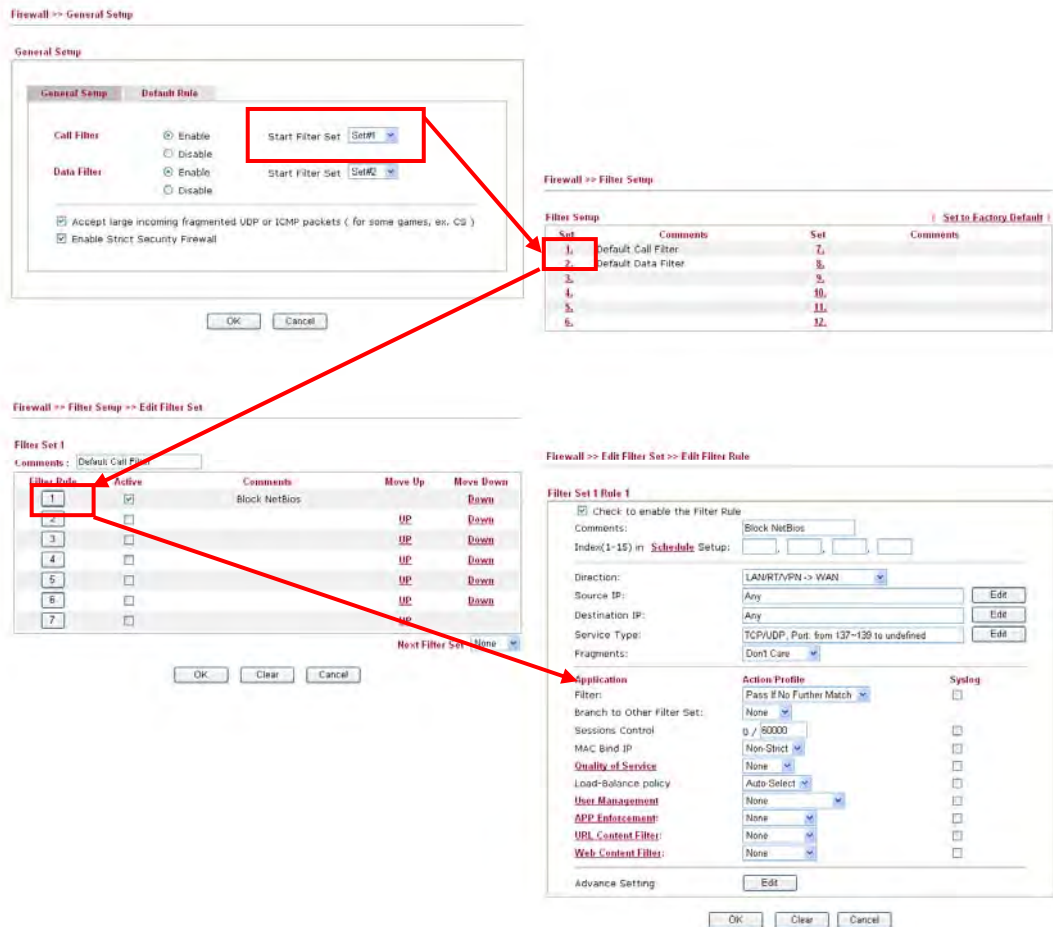 Firewall >> General Setup
General Setup
General Setup Default Rule
Call Filter Enable Start Filter Set Set#1
Disable
Data Filter Enable Start Filter Set Set#2
Disable
Accept large incoming fragmented UDP or ICMP packets ( for some games, ex. CS )
Enable Strict Security Firewall
OK Cancel
Firewall >> Filter Setup
Filter Setup | Set to Factory Default |
Set Comments Set Comments
1. Default Call Filter 7.
2. Default Data Filter 8.
3. 9.
4. 10.
5. 11.
6. 12.
Firewall >> Filter Setup >> Edit Filter Set
Filter Set 1
Comments : Default Call Filter
Filter Rule Active Comments Move Up Move Down
1 Block NetBios Down
2 UP Down
3 UP Down
4 UP Down
5 UP Down
6 UP Down
7 UP
Next Filter Set None
OK Clear Cancel
Firewall >> Edit Filter Set >> Edit Filter Rule
Filter Set 1 Rule 1
Check to enable the Filter Rule
Comments: Block NetBios
Index(1-15) in Schedule Setup: , , ,
Direction: LAN/RT/VPN -> WAN
Source IP: Any Edit
Destination IP: Any Edit
Service Type: TCP/UDP, Port: from 137~139 to undefined Edit
Fragments: Don't Care
Application Action/Profile Syslog
Filter: Pass If No Further Match
Branch to Other Filter Set: None
Sessions Control 0 / 60000
MAC Bind IP Non-Strict
Quality of Service None
Load-Balance policy Auto-Select
User Management None
APP Enforcement: None
URL Content Filter: None
Web Content Filter: None
Advance Setting Edit
OK Clear Cancel